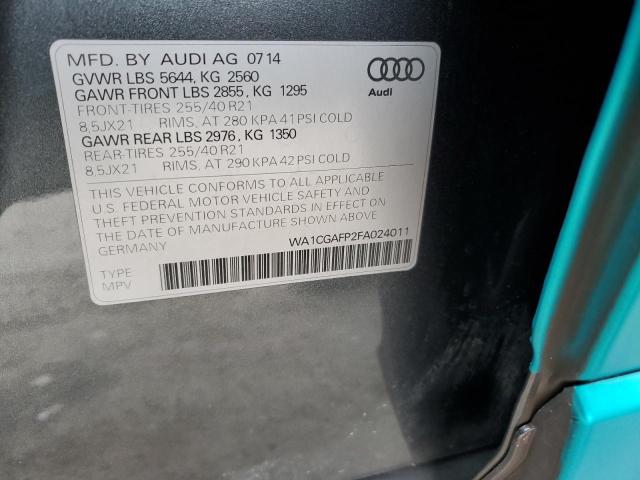 MFD. BY AUDI AG 07 14
GVWR LBS 5644, KG 2560
GAWR FRONT LBS 2855, KG 1295
FRONT-TIRES 255/40 R21
8,5JX21 RIMS, AT 280 KPA 41 PSI COLD
GAWR REAR LBS 2976, KG 1350
REAR-TIRES 255/40 R21
8,5JX21 RIMS, AT 290 KPA 42 PSI COLD
Audi
THIS VEHICLE CONFORMS TO ALL APPLICABLE
U.S. FEDERAL MOTOR VEHICLE SAFETY AND
THEFT PREVENTION STANDARDS IN EFFECT ON
THE DATE OF MANUFACTURE SHOWN ABOVE
GERMANY
WA1CGAFP2FA024011
TYPE
MPV